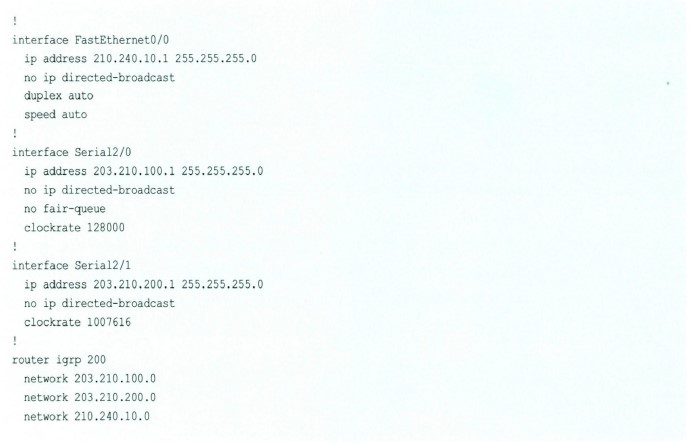 !
interface FastEthernet0/0
  ip address 210.240.10.1 255.255.255.0
  no ip directed-broadcast
  duplex auto
  speed auto
!
interface Serial2/0
  ip address 203.210.100.1 255.255.255.0
  no ip directed-broadcast
  no fair-queue
  clockrate 128000
!
interface Serial2/1
  ip address 203.210.200.1 255.255.255.0
  no ip directed-broadcast
  clockrate 1007616
!
router igrp 200
  network 203.210.100.0
  network 203.210.200.0
  network 210.240.10.0